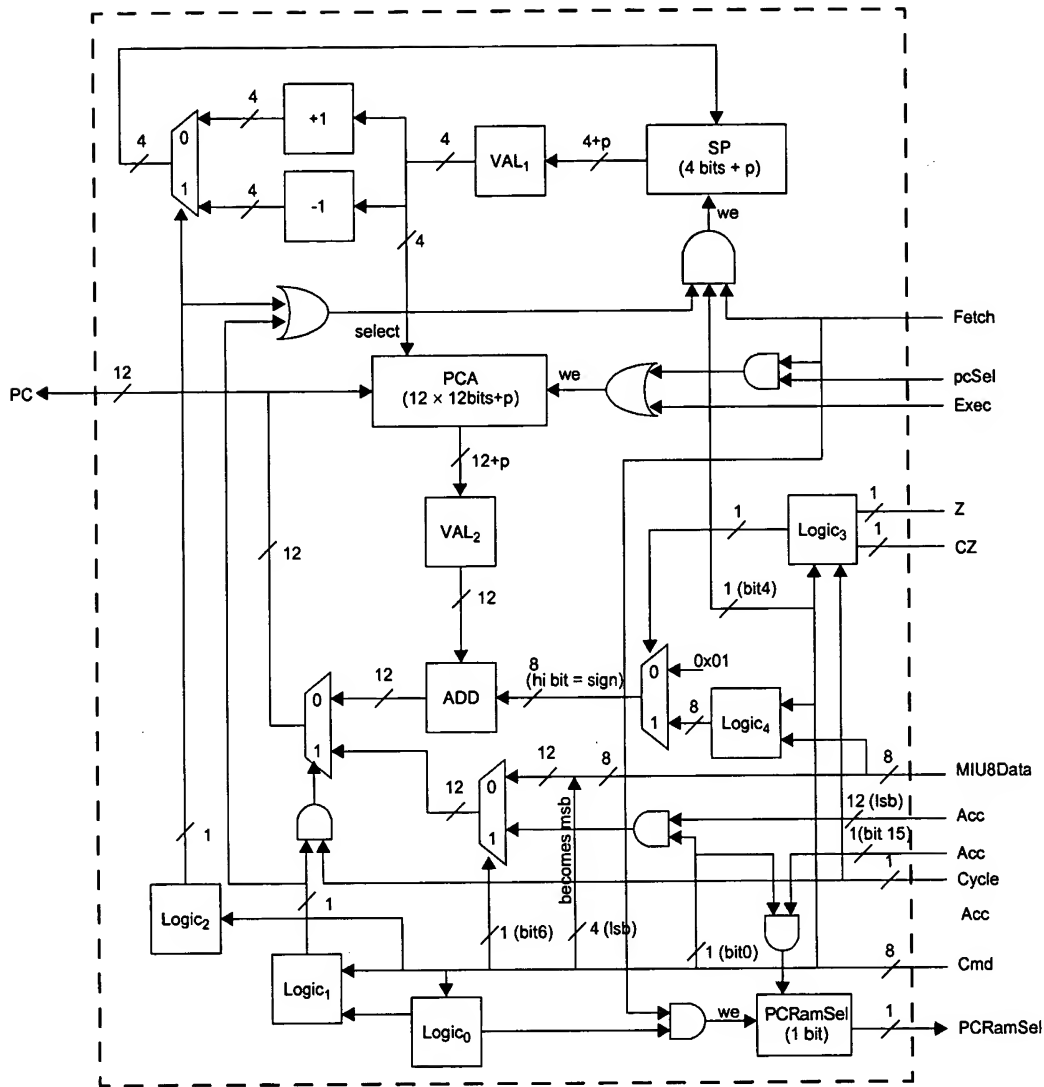 4
+1
4
0
4
1
4
-1
4
VAL₁
4+p
SP
(4 bits + p)
we
4
select
Fetch
PC
12
PCA
(12 × 12bits+p)
we
pcSel
Exec
12+p
1
Z
1
Logic₃
1
CZ
VAL₂
12
12
1 (bit4)
0x01
0
8
(hi bit = sign)
12
ADD
0
1
8
Logic₄
1
12
8
8
MIU8Data
0
12
1
becomes msb
12 (lsb)
Acc
1(bit 15)
Acc
1
1
Cycle
1
Logic₂
Acc
1 (bit6)
4 (lsb)
1 (bit0)
8
Cmd
Logic₁
Logic₀
we
PCRamSel
(1 bit)
1
PCRamSel